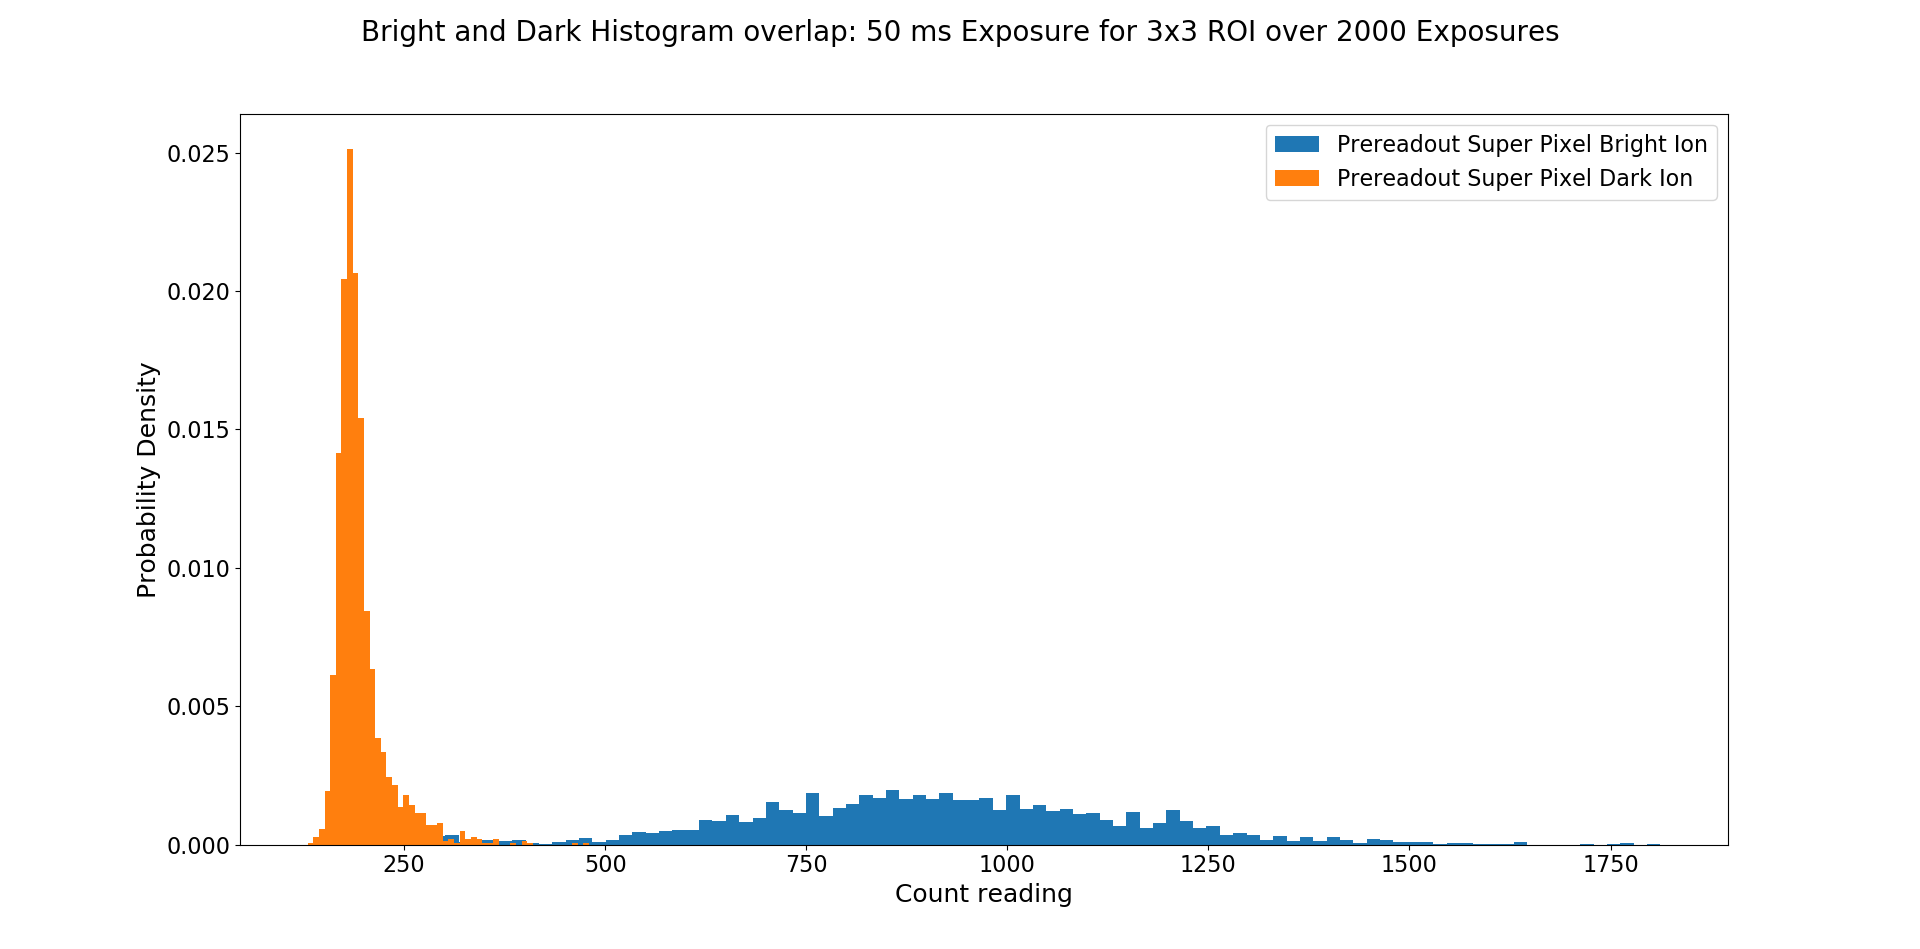 Bright and Dark Histogram overlap: 50 ms Exposure for 3x3 ROI over 2000 Exposures
Prereadout Super Pixel Bright Ion
Prereadout Super Pixel Dark Ion
Probability Density
0.025
0.020
0.015
0.010
0.005
0.000
250 500 750 1000 1250 1500 1750
Count reading